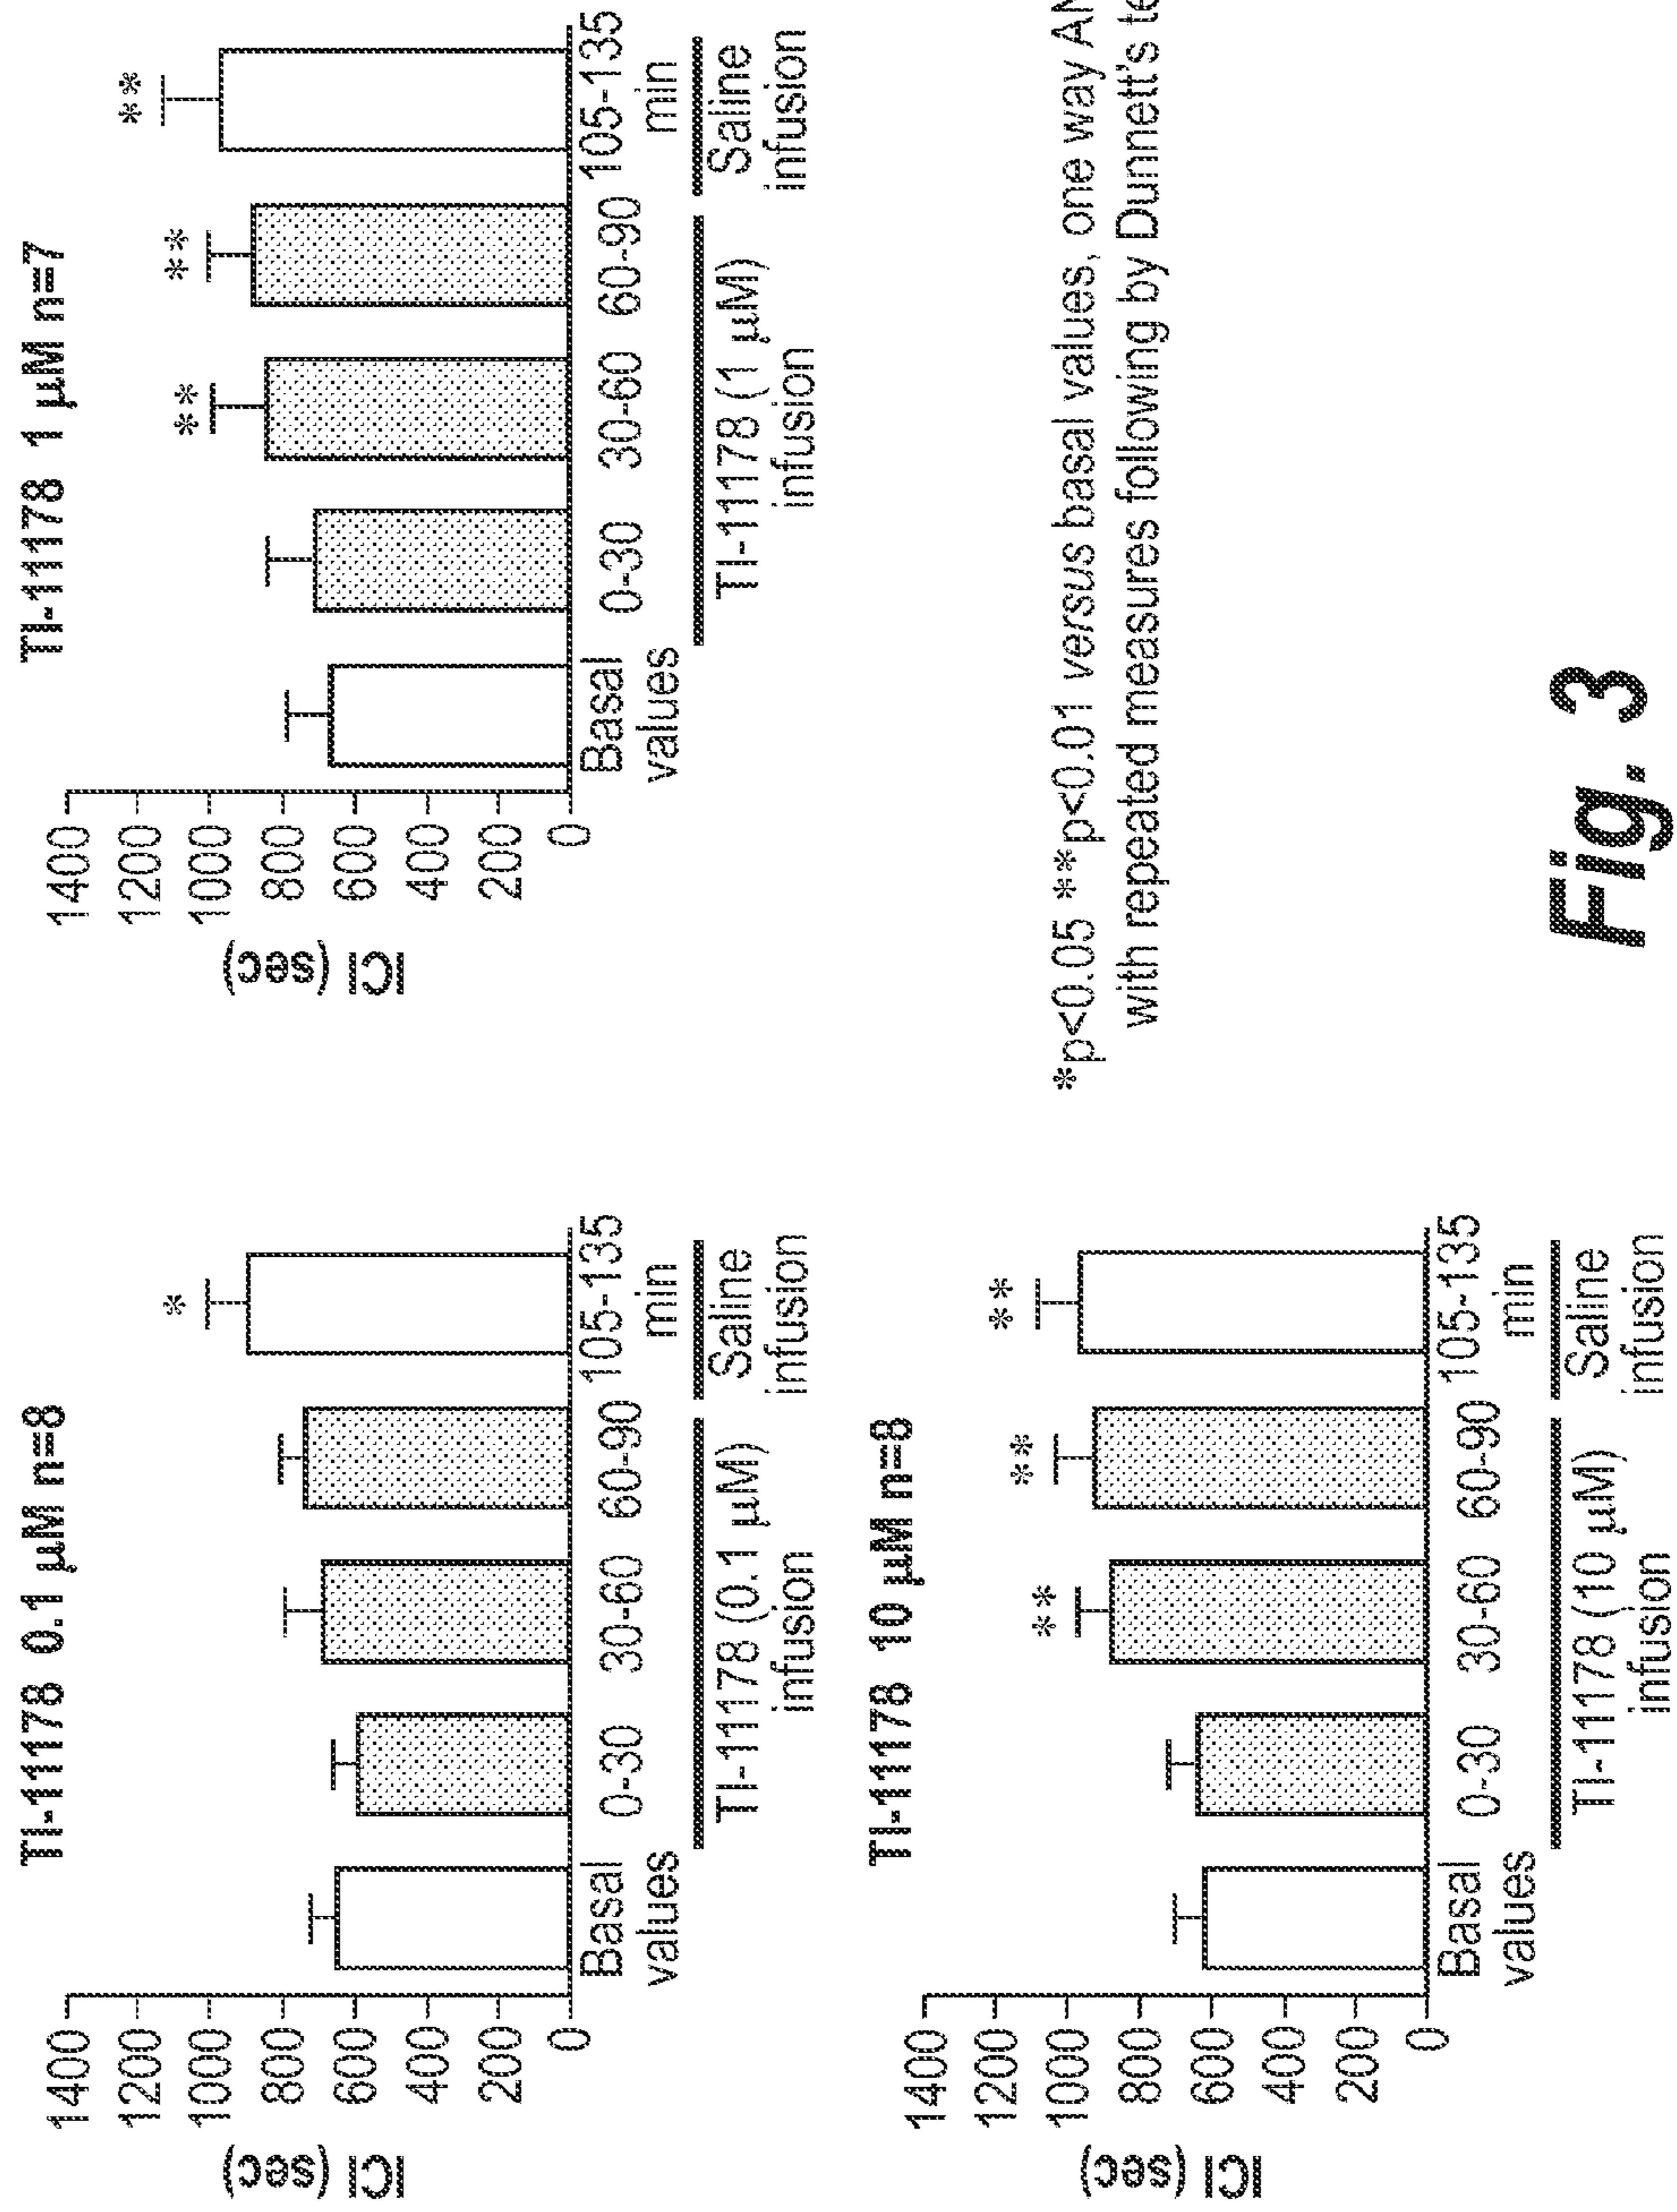 TI-11178 0.1 µM n=8
ICI (sec)
1400
1200
1000
800
600
400
200
0
*
Basal
values
0-30
30-60
60-90
105-135
min
TI-11178 (0.1 µM)
infusion
Saline
infusion
TI-11178 1 µM n=7
ICI (sec)
1400
1200
1000
800
600
400
200
0
**
**
**
Basal
values
0-30
30-60
60-90
105-135
min
TI-11178 (1 µM)
infusion
Saline
infusion
TI-11178 10 µM n=8
ICI (sec)
1400
1200
1000
800
600
400
200
0
**
**
**
Basal
values
0-30
30-60
60-90
105-135
min
TI-11178 (10 µM)
infusion
Saline
infusion
*p<0.05 **p<0.01 versus basal values, one way
with repeated measures following by Dunnett's
Fig. 3